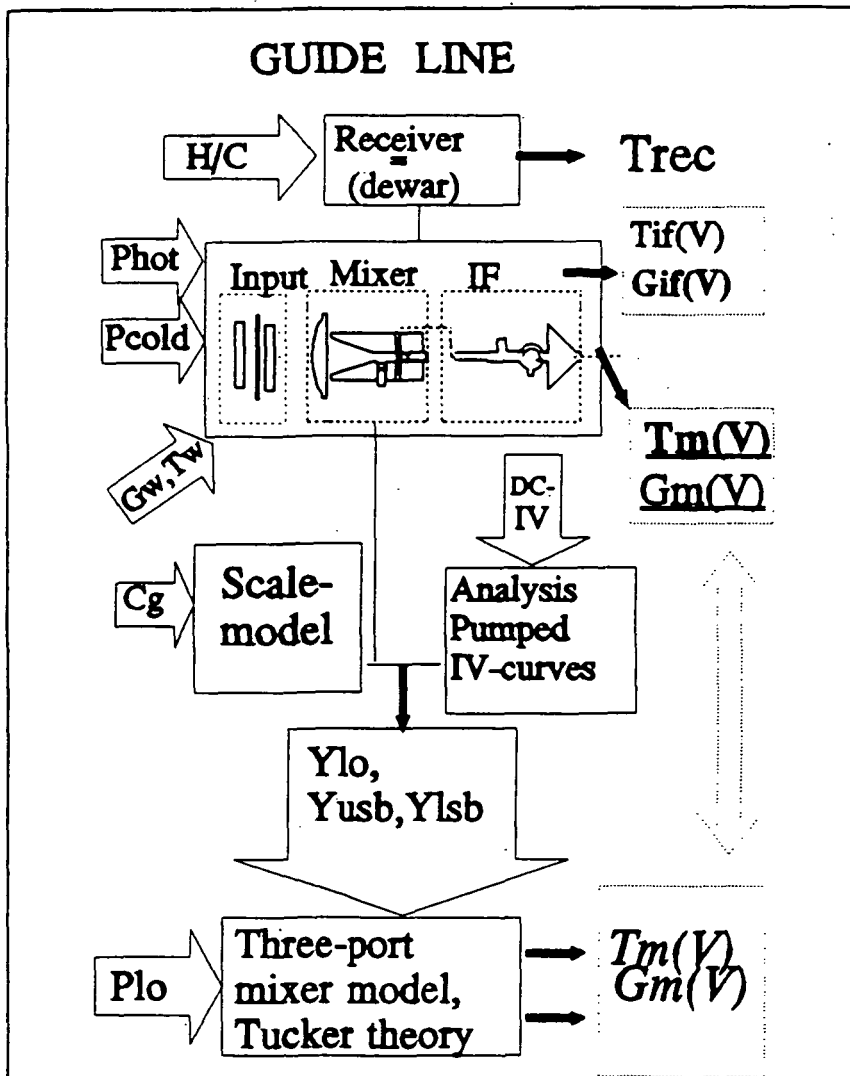 GUIDE LINE
H/C
Receiver
=
(dewar)
Trec
Phot
Pcold
Input
Mixer
IF
Tif(V)
Gif(V)
Tm(V)
Gm(V)
Gw, Tw
DC-
IV
Cg
Scale-
model
Analysis
Pumped
IV-curves
Ylo,
Yusb,Ylsb
Plo
Three-port
mixer model,
Tucker theory
Tm(V)
Gm(V)